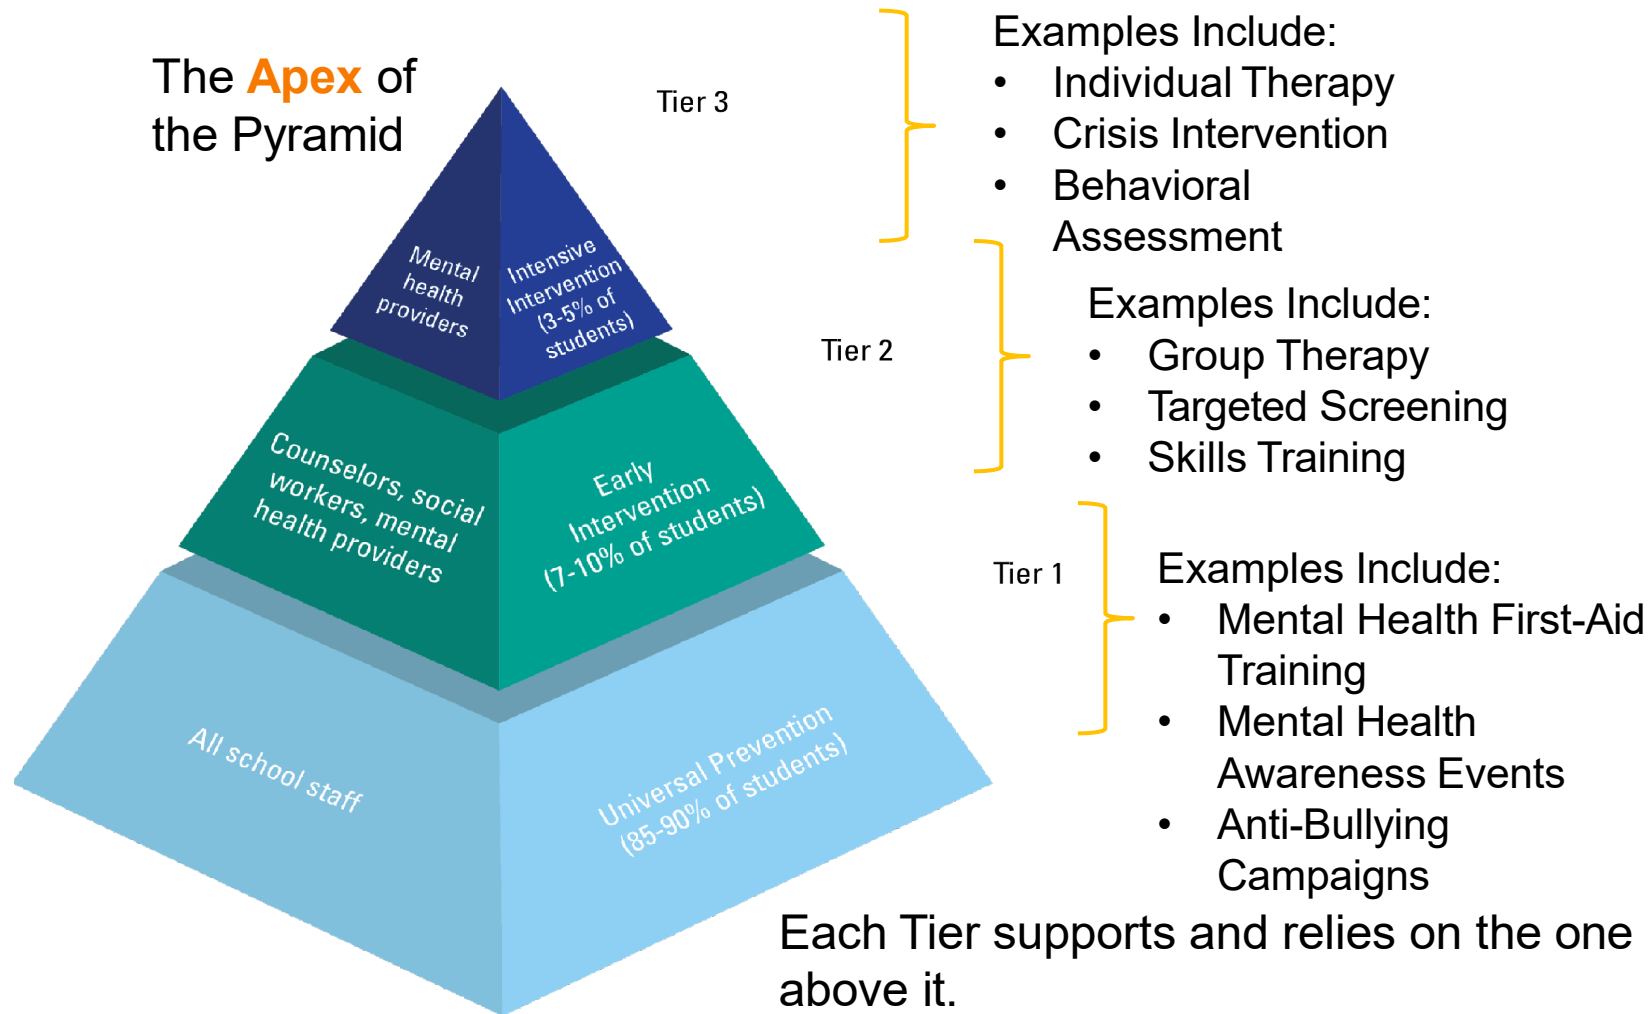 The Apex of
the Pyramid
Tier 3
Mental
health
providers
Intensive
Intervention
(3-5% of
students)
Examples Include:
• Individual Therapy
• Crisis Intervention
• Behavioral
Assessment
Tier 2
Counselors, social
workers, mental
health providers
Early
Intervention
(7-10% of students)
Examples Include:
• Group Therapy
• Targeted Screening
• Skills Training
Tier 1
All school staff
Universal Prevention
(85-90% of students)
Examples Include:
• Mental Health First-Aid
Training
• Mental Health
Awareness Events
• Anti-Bullying
Campaigns
Each Tier supports and relies on the one
above it.